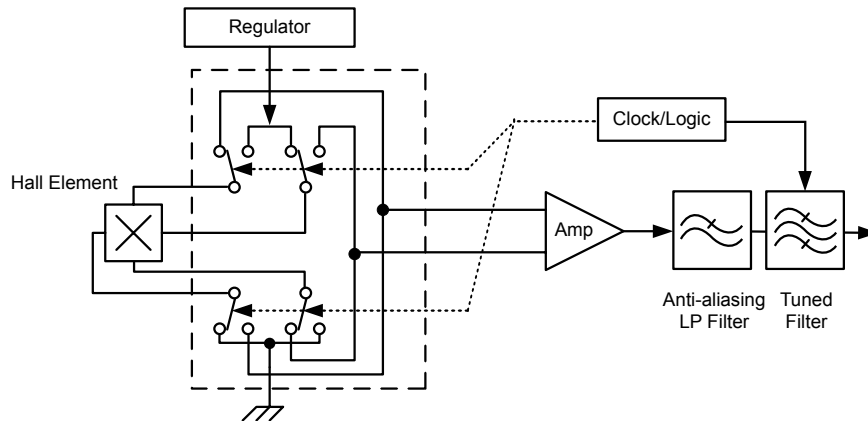 Regulator
Clock/Logic
Hall Element
Amp
Anti-aliasing
LP Filter
Tuned
Filter